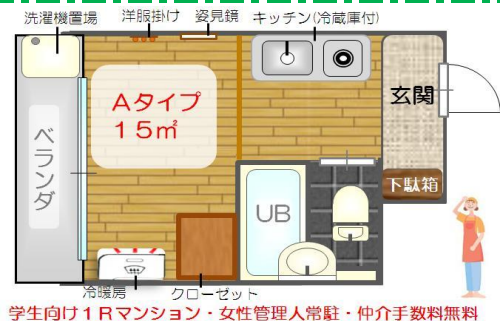 洗濯機置場 洋服掛け 姿見鏡 キッチン(冷蔵庫付)
Aタイプ
15㎡
玄関
ベランダ
下駄箱
UB
冷暖房 クローゼット
学生向け1Rマンション・女性管理人常駐・仲介手数料無料